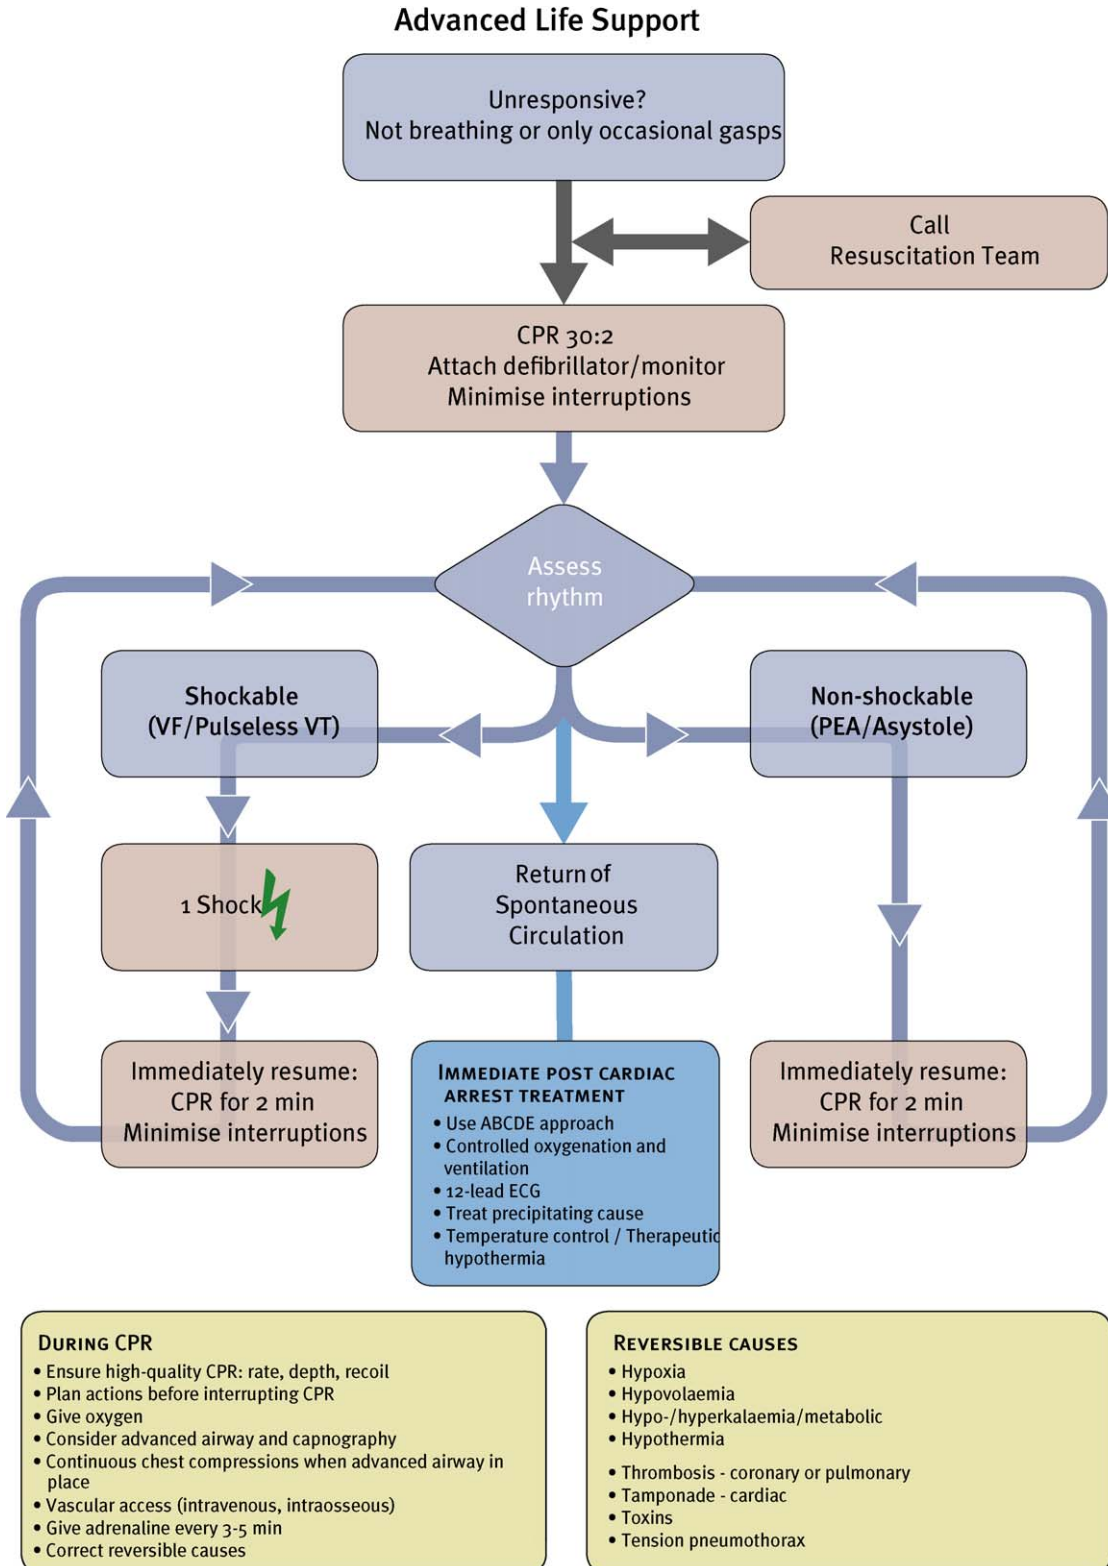 Advanced Life Support
Unresponsive?
Not breathing or only occasional gasps
Call
Resuscitation Team
CPR 30:2
Attach defibrillator/monitor
Minimise interruptions
Assess
rhythm
Shockable
(VF/Pulseless VT)
Non-shockable
(PEA/Asystole)
1 Shock
Return of
Spontaneous
Circulation
Immediately resume:
CPR for 2 min
Minimise interruptions
IMMEDIATE POST CARDIAC
ARREST TREATMENT
• Use ABCDE approach
• Controlled oxygenation and
ventilation
• 12-lead ECG
• Treat precipitating cause
• Temperature control / Therapeutic
hypothermia
Immediately resume:
CPR for 2 min
Minimise interruptions
DURING CPR
• Ensure high-quality CPR: rate, depth, recoil
• Plan actions before interrupting CPR
• Give oxygen
• Consider advanced airway and capnography
• Continuous chest compressions when advanced airway in
place
• Vascular access (intravenous, intraosseous)
• Give adrenaline every 3-5 min
• Correct reversible causes
REVERSIBLE CAUSES
• Hypoxia
• Hypovolaemia
• Hypo-/hyperkalaemia/metabolic
• Hypothermia
• Thrombosis - coronary or pulmonary
• Tamponade - cardiac
• Toxins
• Tension pneumothorax